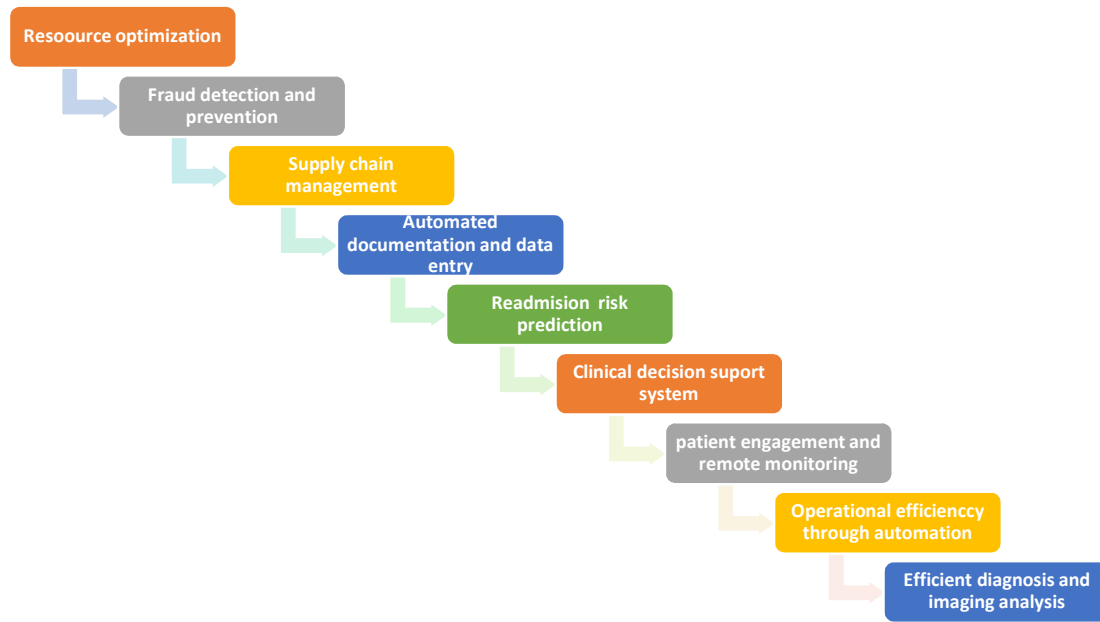 Resoource optimization
Fraud detection and
prevention
Supply chain
management
Automated
documentation and data
entry
Readmision risk
prediction
Clinical decision suport
system
patient engagement and
remote monitoring
Operational efficienccy
through automation
Efficient diagnosis and
imaging analysis